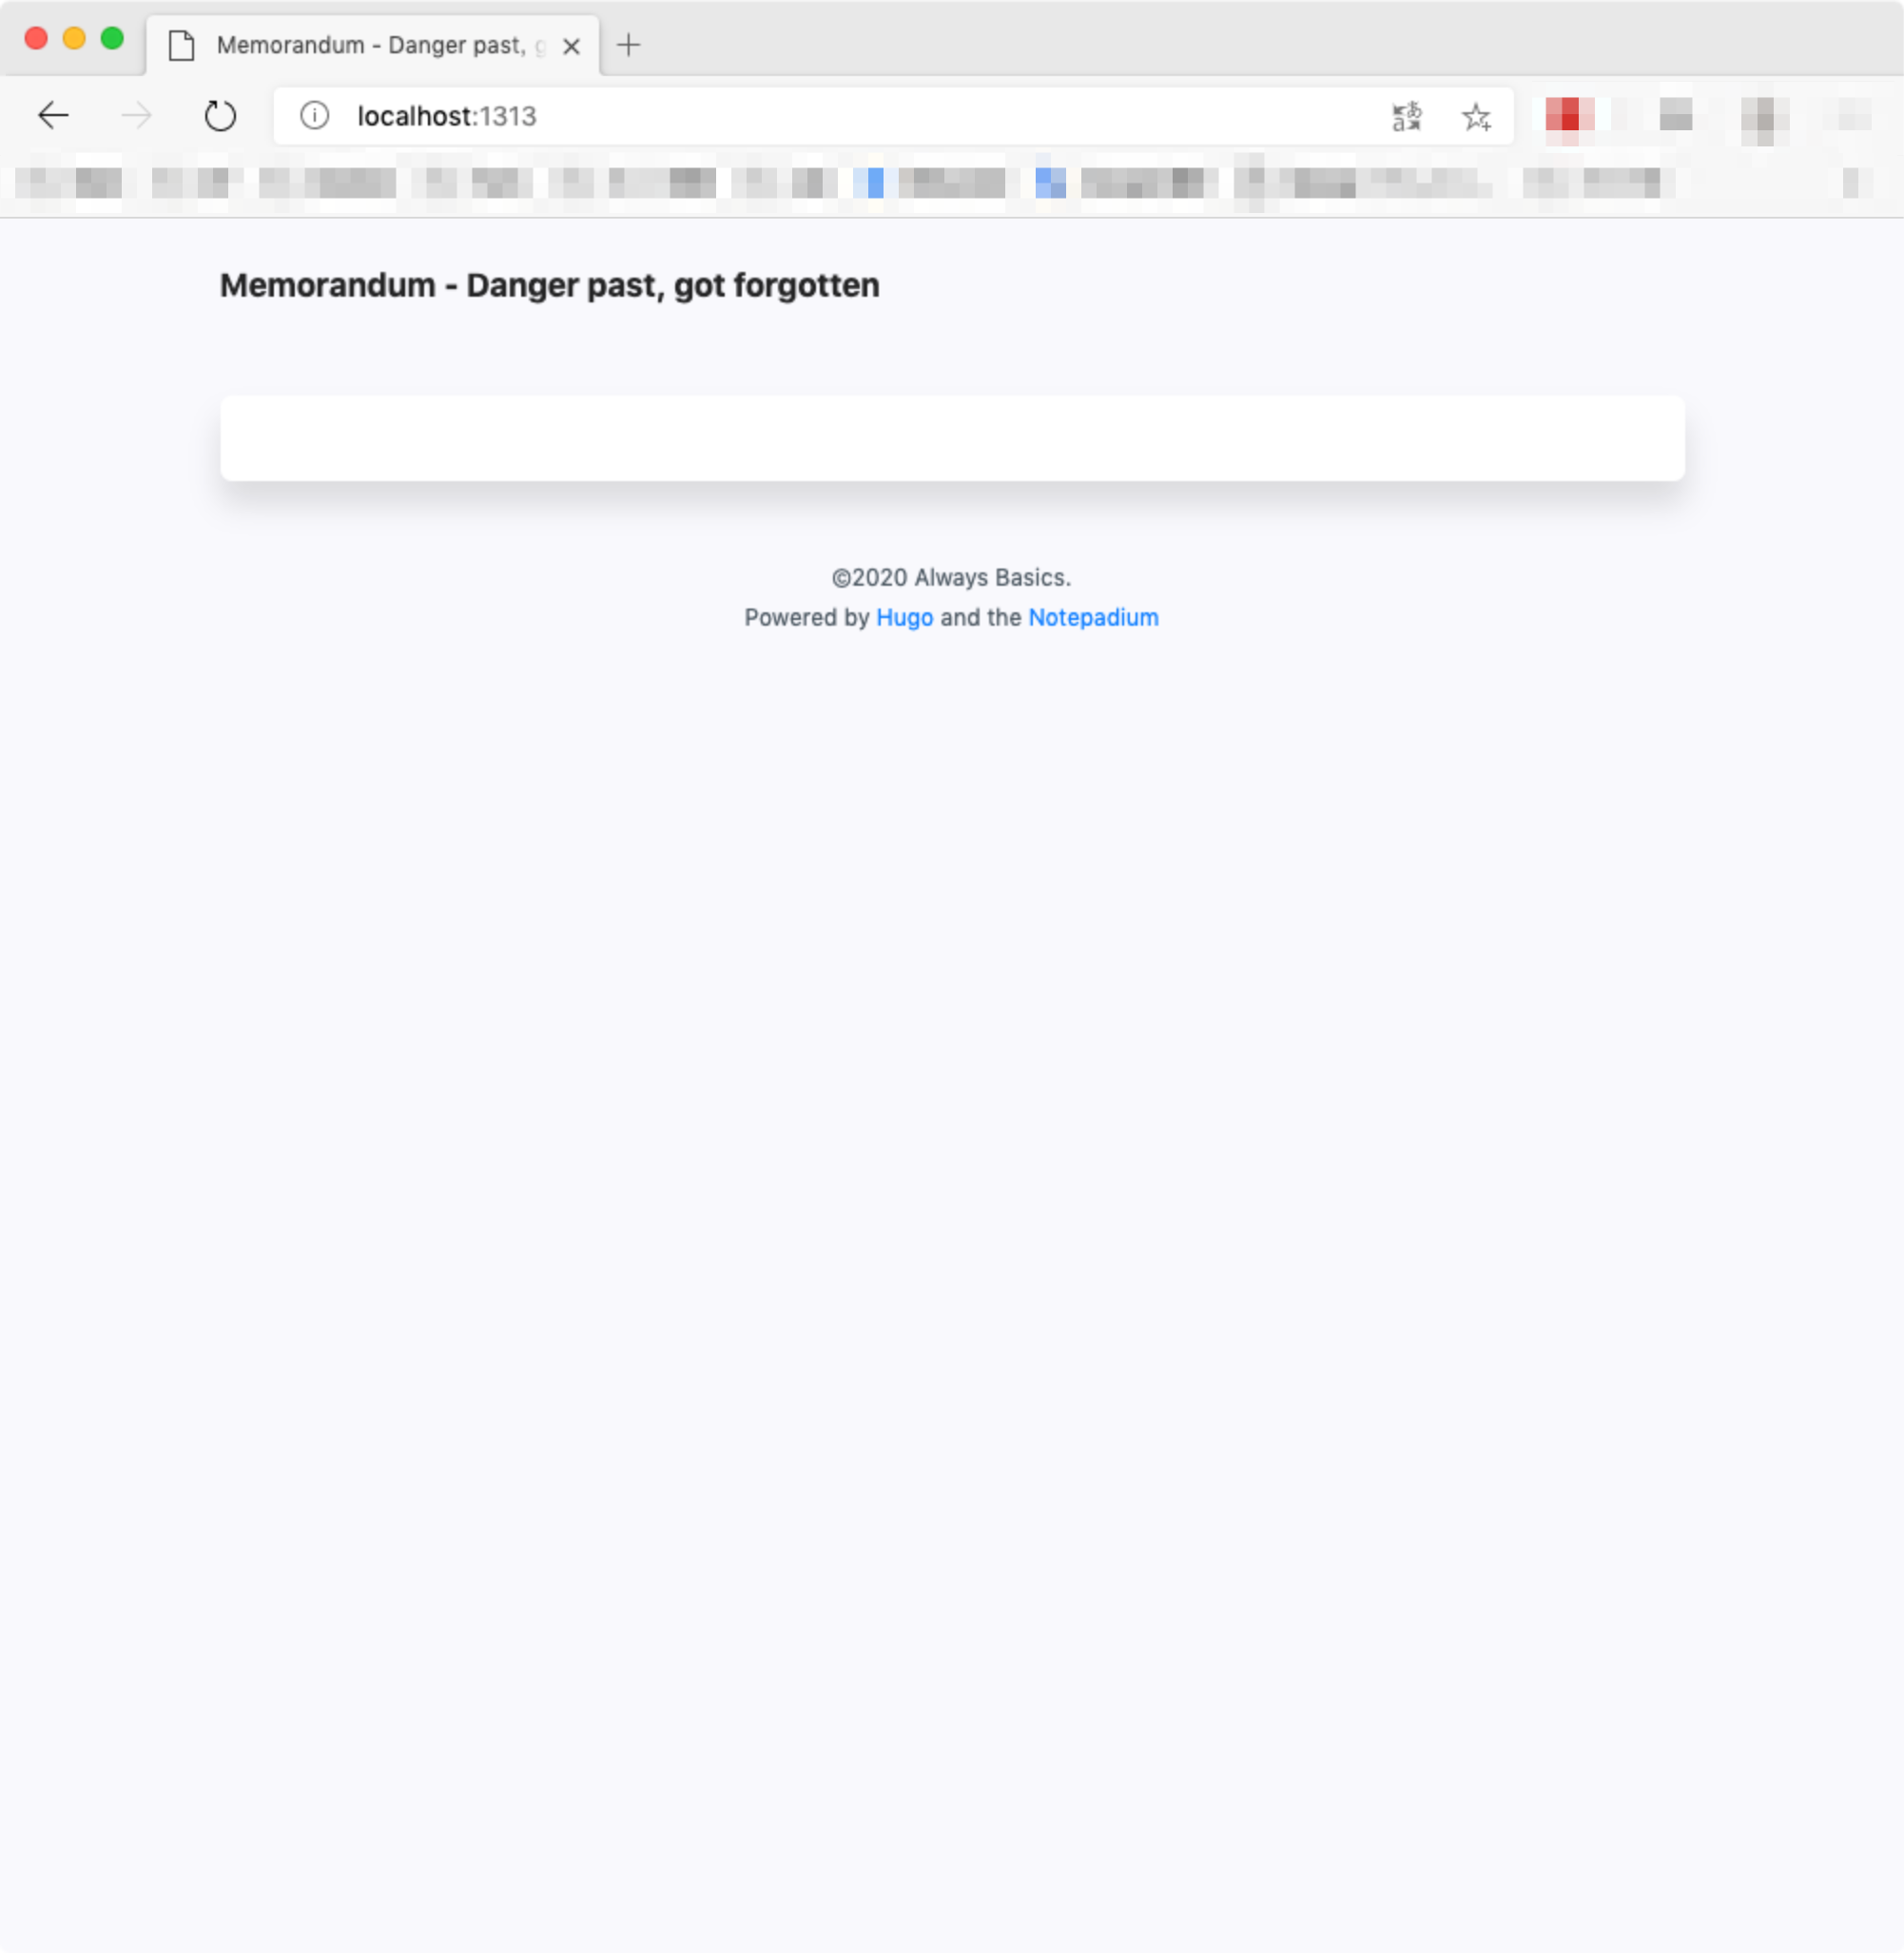 Memorandum - Danger past,
localhost:1313
Memorandum - Danger past, got forgotten
©2020 Always Basics.
Powered by Hugo and the Notepadium